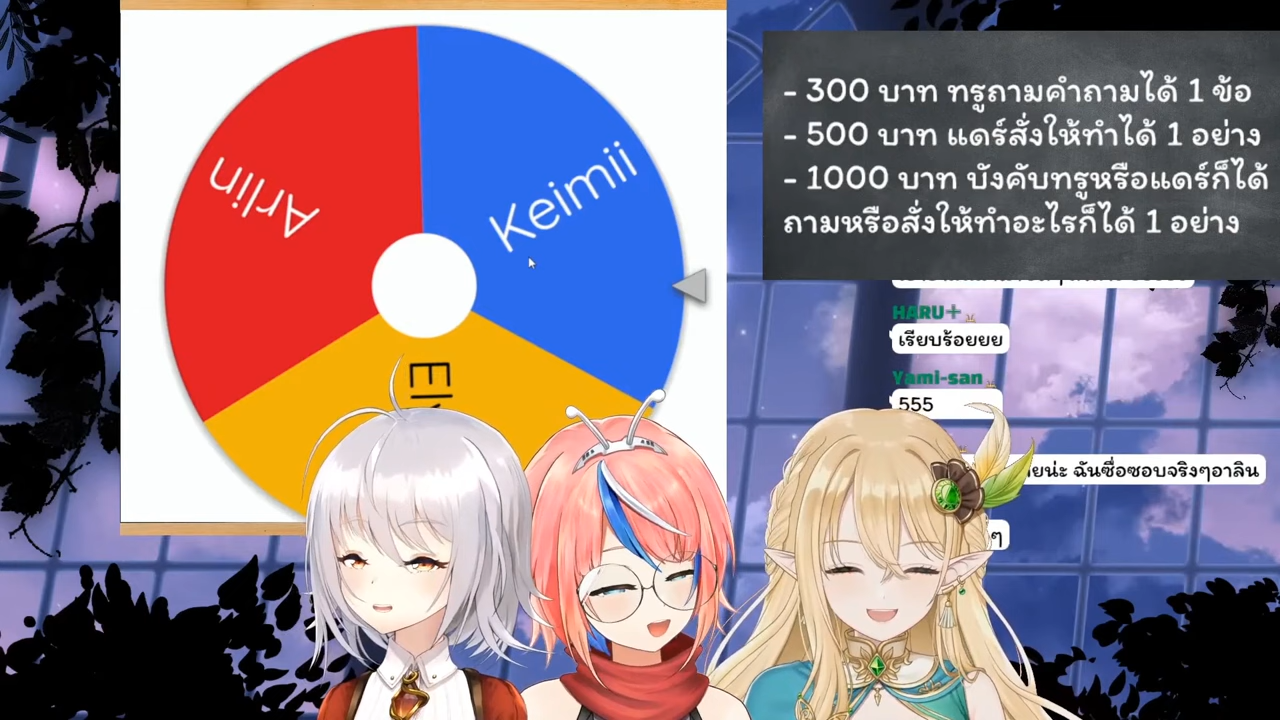 Arlin
Keimii
- 300 บาท ทรูถามคำถามได้ 1 ข้อ
- 500 บาท แดร์สั่งให้ทำได้ 1 อย่าง
- 1000 บาท บังคับทรูหรือแดร์ก็ได้
ถามหรือสั่งให้ทำอะไรก็ได้ 1 อย่าง
HARU+
เรียบร้อยยย
Yami-san
555
ฉันซื่อซอบจริงๆอาลิน